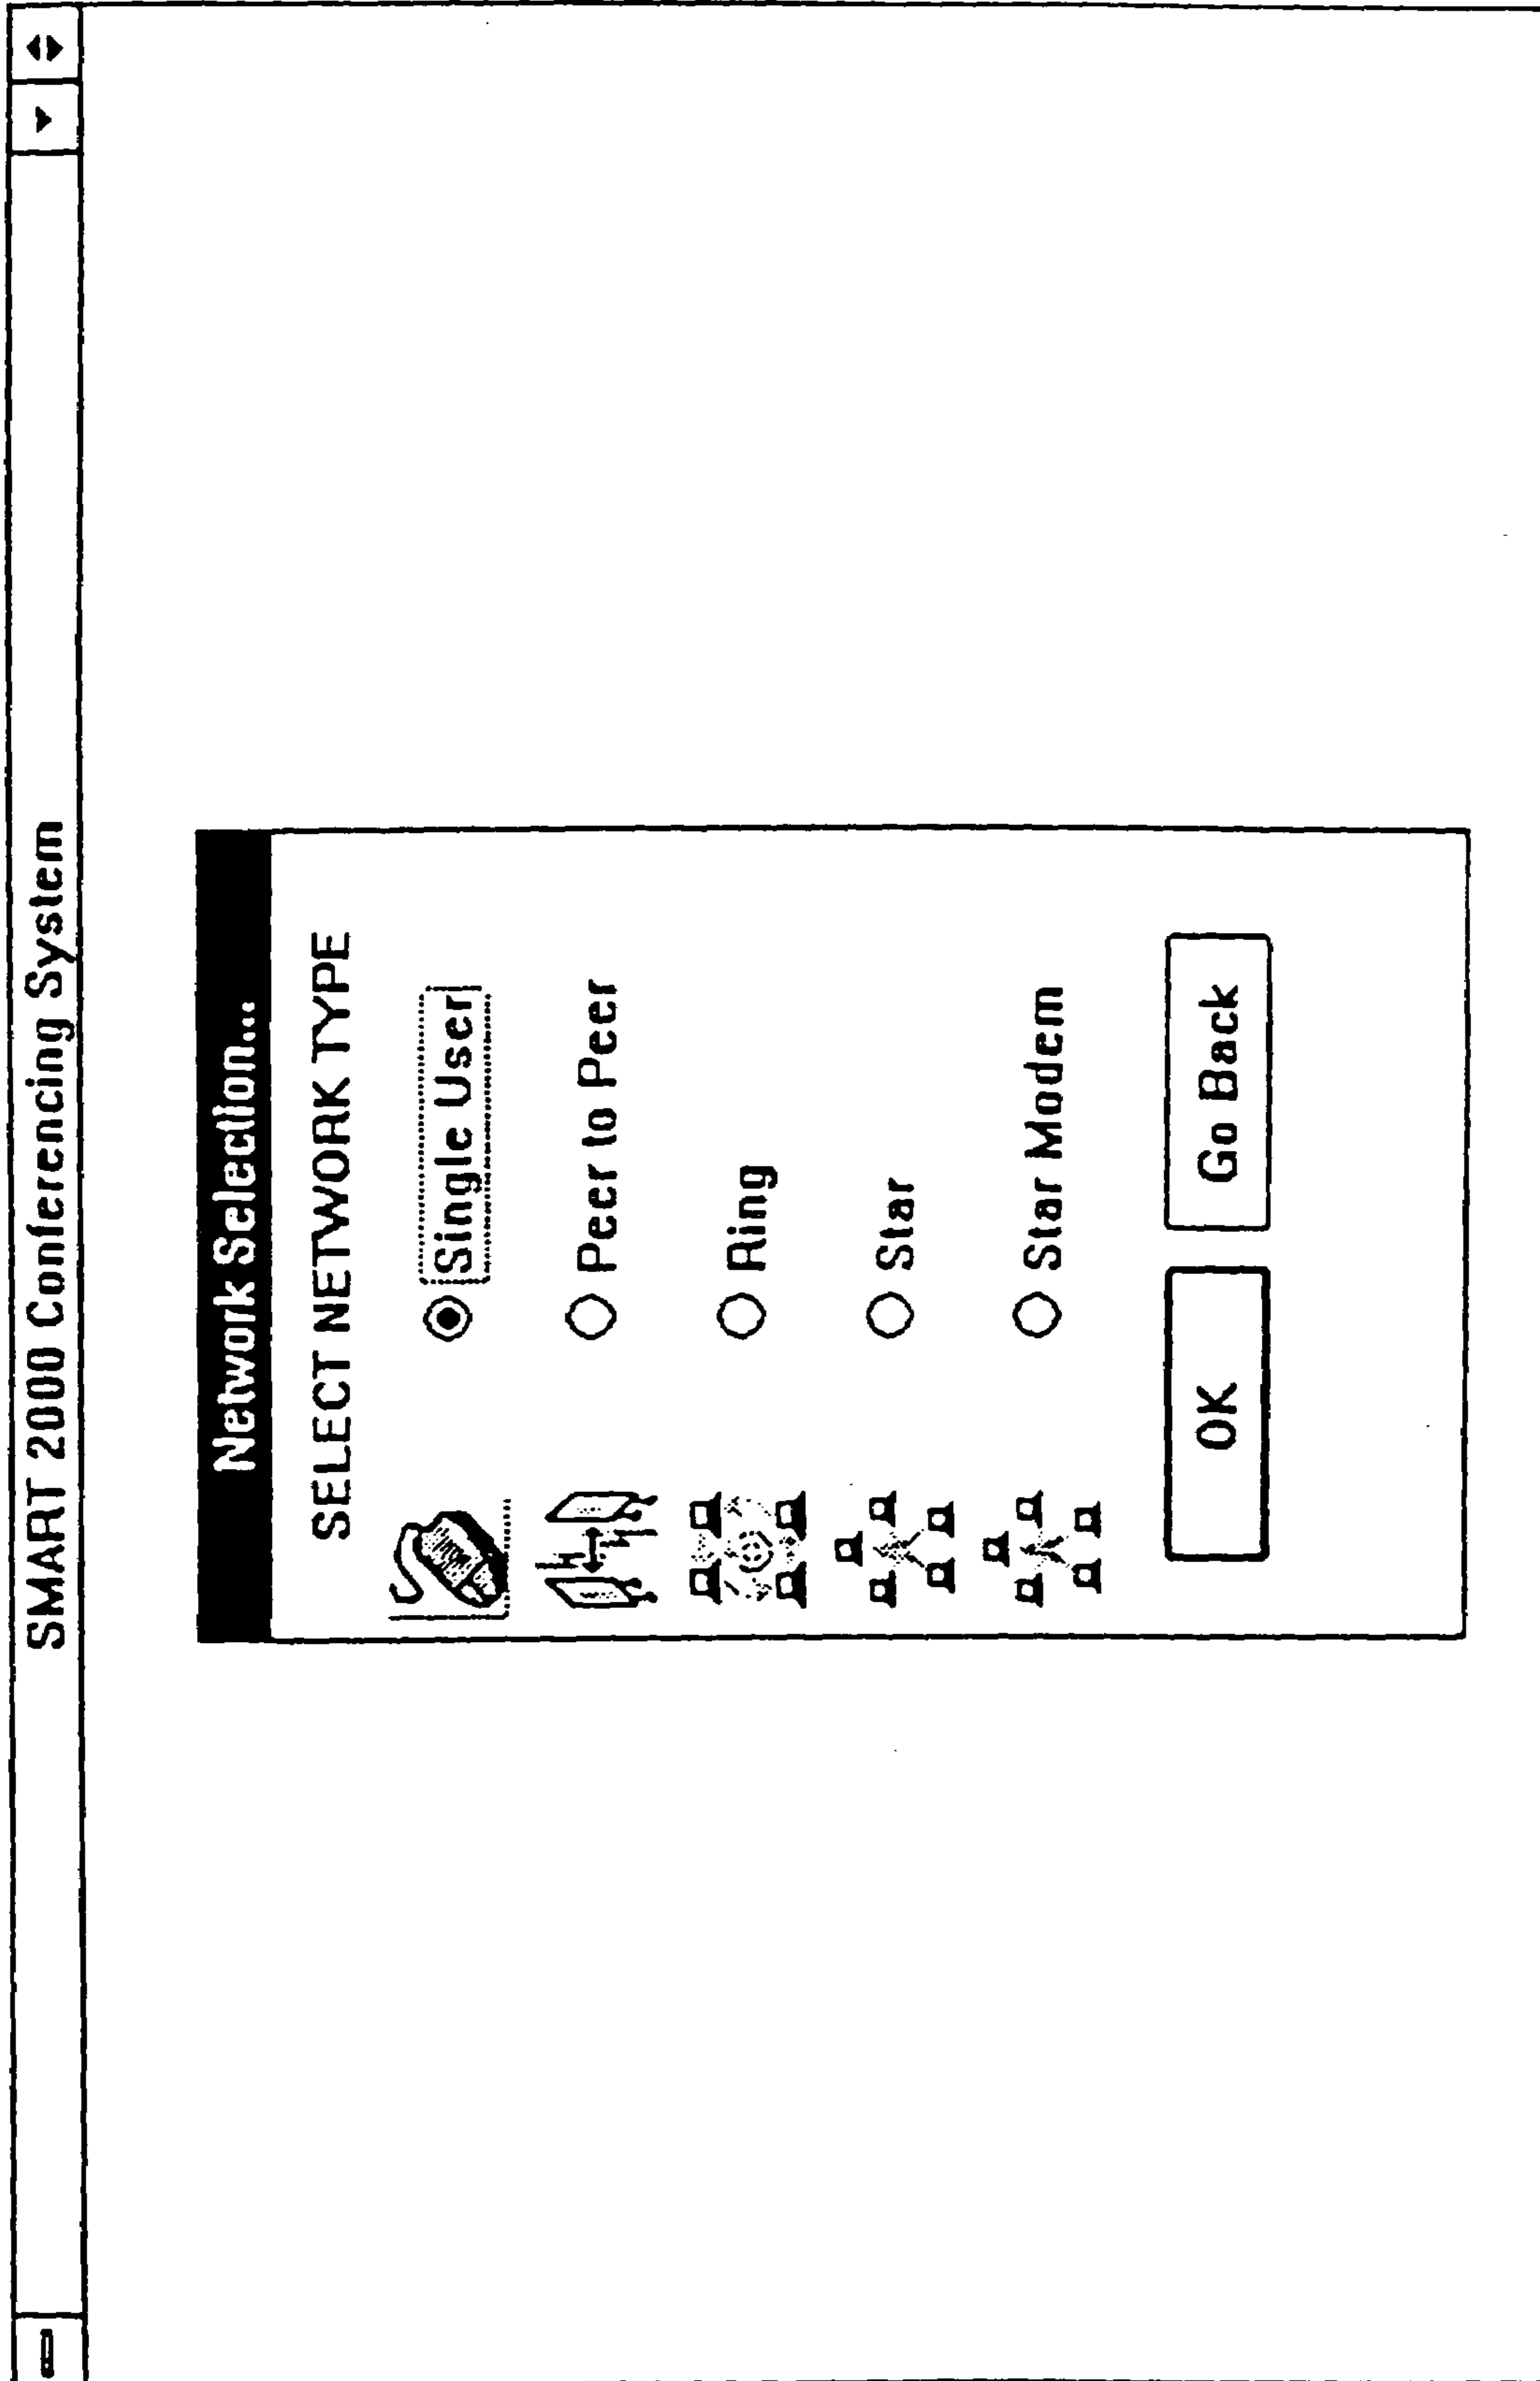 SMART 2000 Conferencing System
Network Selection...
SELECT NETWORK TYPE
Single User
Peer to Peer
Ring
Star
Star Modem
OK
Go Back